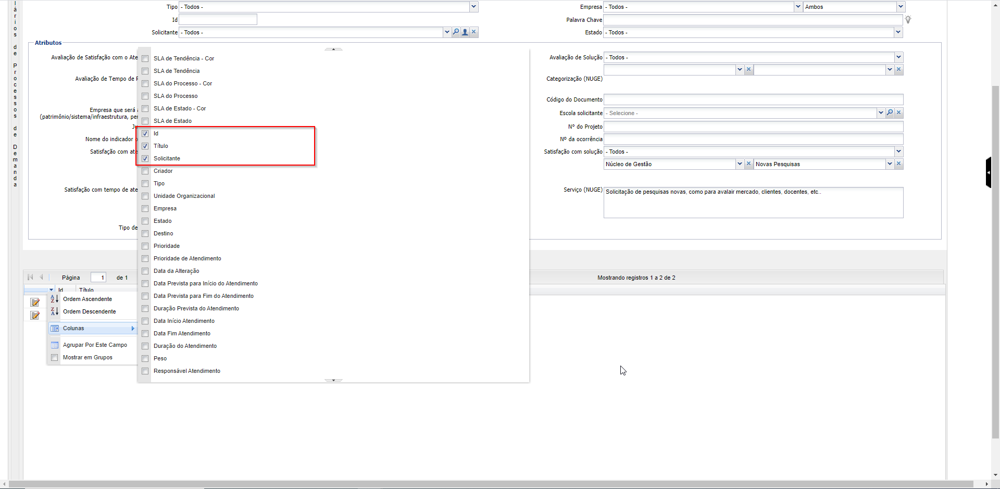 lários de Processos de Demanda
Tipo - Todos -
Empresa - Todos - Ambos
Id
Palavra Chave
Solicitante - Todos -
Estado - Todos -
Atributos
Avaliação de Satisfação com o Ate
Avaliação de Solução - Todos -
Avaliação de Tempo de R
Categorização (NUGE)
Código do Documento
Empresa que será a
(patrimônio/sistema/infraestrutura, per
Escola solicitante - Selecione -
Ju
Nº do Projeto
Nome do indicador o
Nº da ocorrência
Satisfação com ate
Satisfação com solução - Todos -
Núcleo de Gestão Novas Pesquisas
Satisfação com tempo de ate
Serviço (NUGE) Solicitação de pesquisas novas, como para avalair mercado, clientes, docentes, etc..
Tipo de
SLA de Tendência - Cor
SLA de Tendência
SLA do Processo - Cor
SLA do Processo
SLA de Estado - Cor
SLA de Estado
Id
Título
Solicitante
Criador
Tipo
Unidade Organizacional
Empresa
Estado
Destino
Prioridade
Prioridade de Atendimento
Data da Alteração
Data Prevista para Início do Atendimento
Data Prevista para Fim do Atendimento
Duração Prevista do Atendimento
Data Início Atendimento
Data Fim Atendimento
Duração do Atendimento
Peso
Responsável Atendimento
Página 1 de 1
Mostrando registros 1 a 2 de 2
Id Título
Ordem Ascendente
Ordem Descendente
Colunas
Agrupar Por Este Campo
Mostrar em Grupos